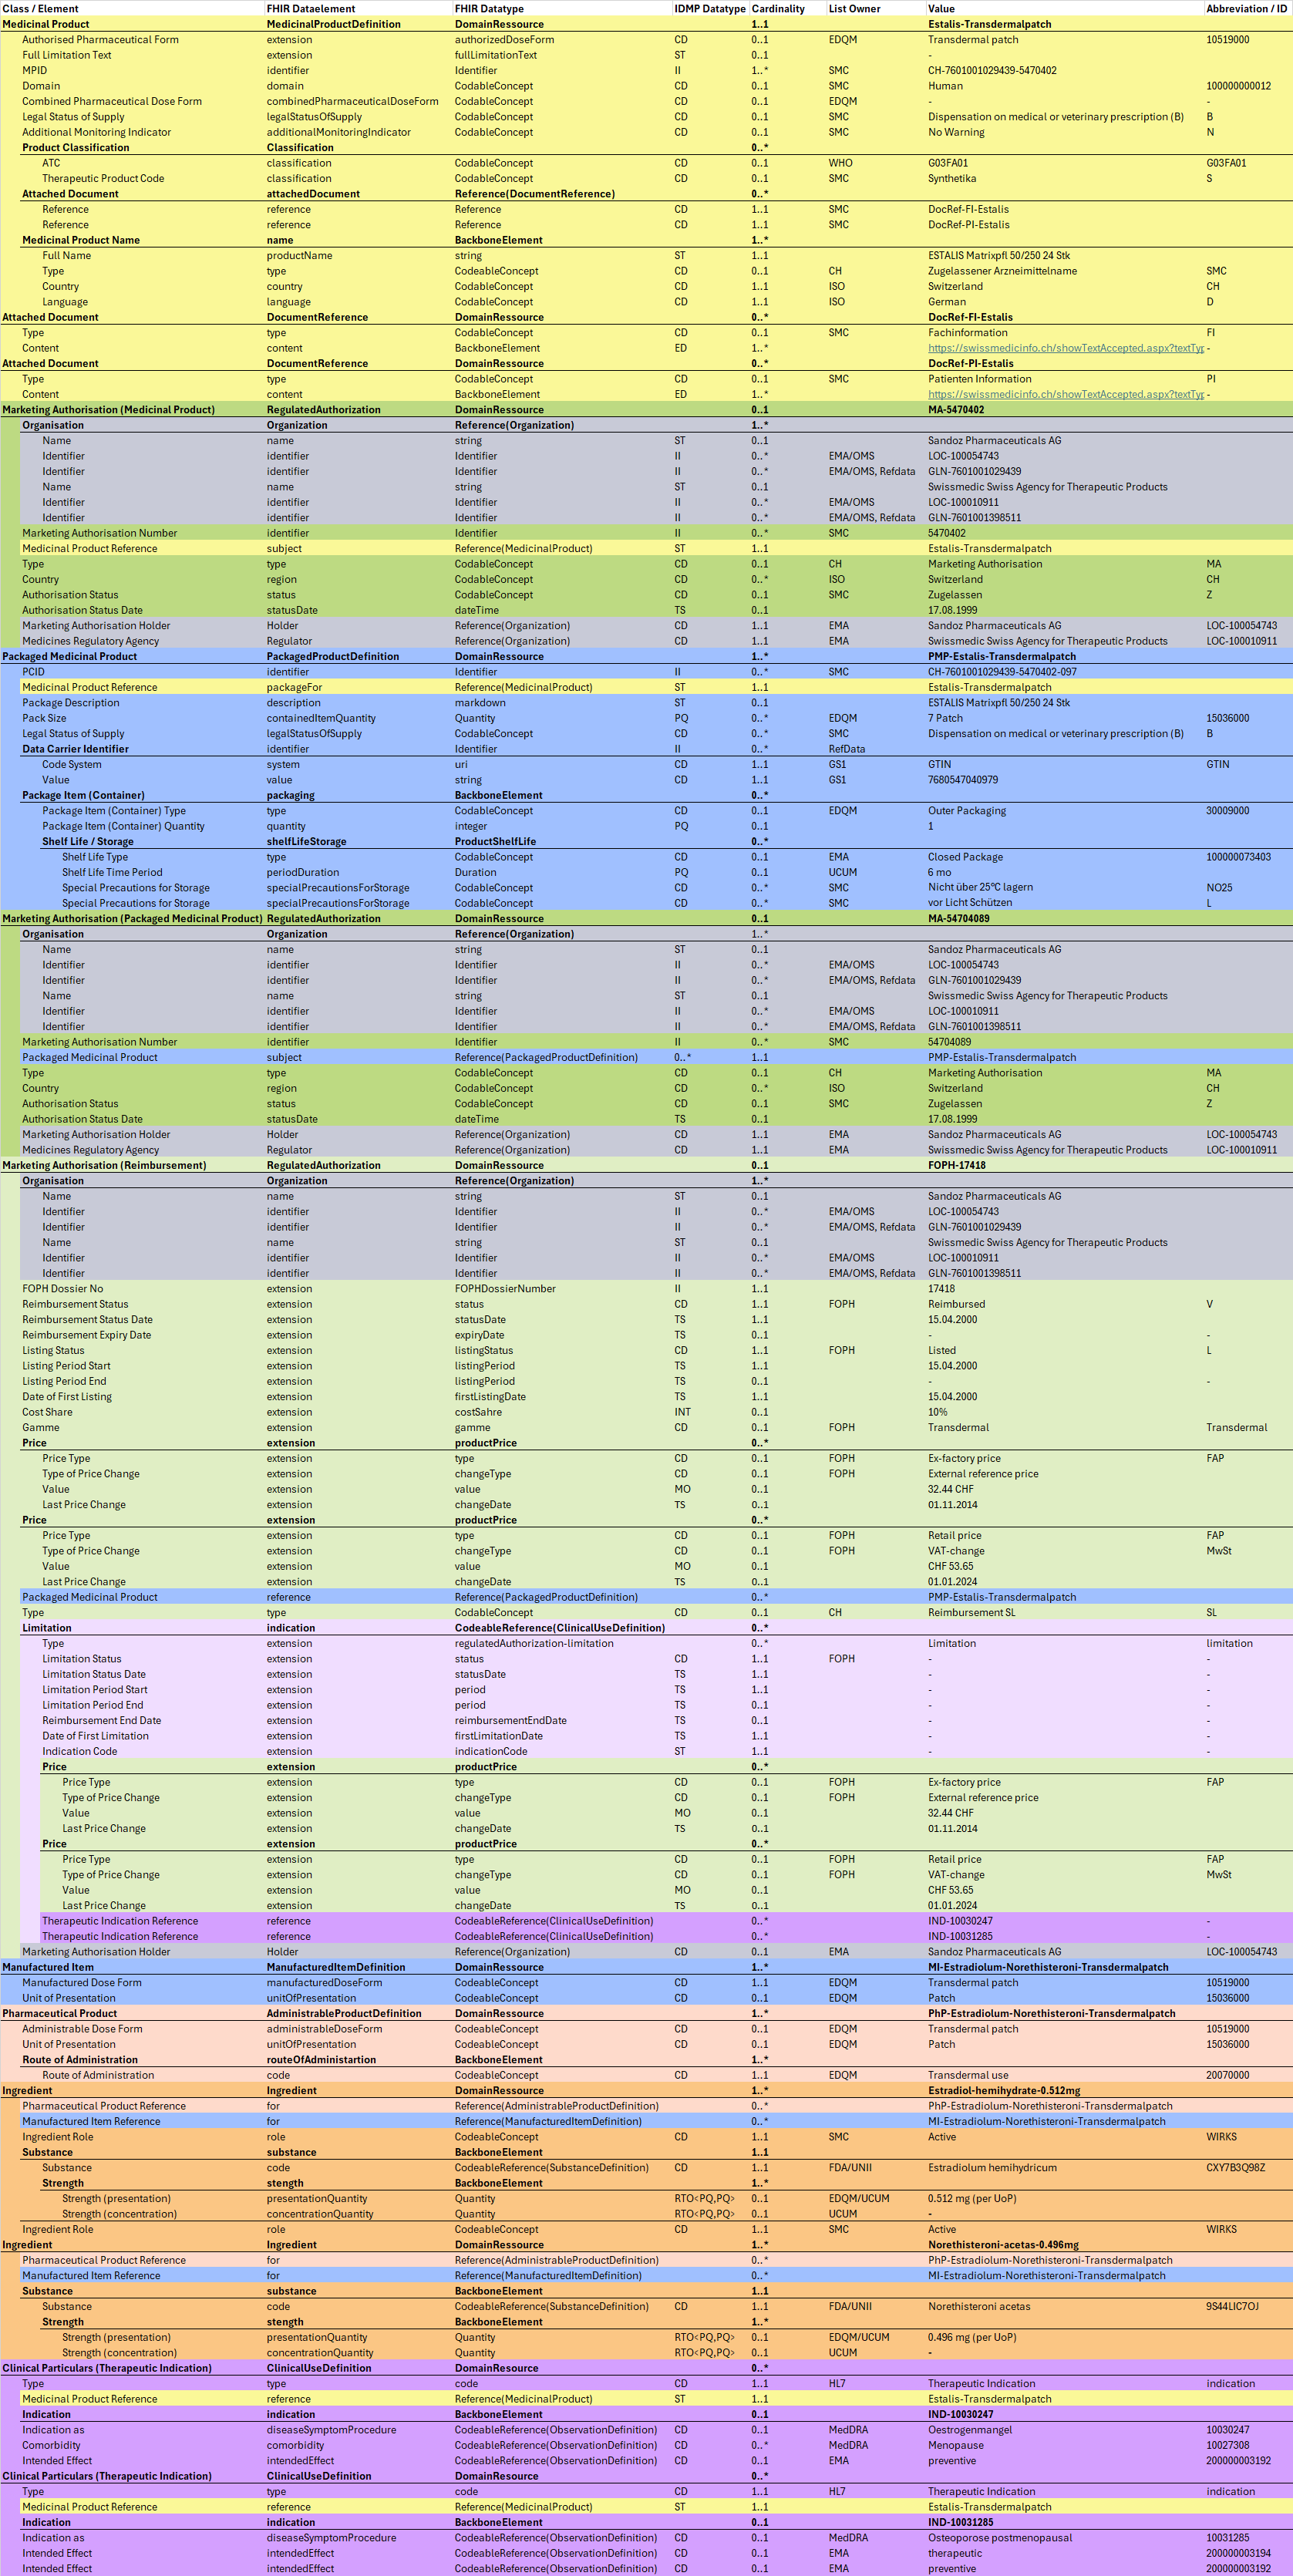 Class / Element FHIR Dataelement FHIR Datatype IDMP Datatype Cardinality List Owner Value Abbreviation / ID
Medicinal Product MedicinalProductDefinition DomainRessource 1..1 Estalis-Transdermalpatch
Authorised Pharmaceutical Form extension authorizedDoseForm CD 0..1 EDQM Transdermal patch 10519000
Full Limitation Text extension fullLimitationText ST 0..1 -
MPID identifier Identifier II 1..* SMC CH-7601001029439-5470402
Domain domain CodableConcept CD 0..1 SMC Human 100000000012
Combined Pharmaceutical Dose Form combinedPharmaceuticalDoseForm CodableConcept CD 0..1 EDQM - -
Legal Status of Supply legalStatusOfSupply CodableConcept CD 0..1 SMC Dispensation on medical or veterinary prescription (B) B
Additional Monitoring Indicator additionalMonitoringIndicator CodableConcept CD 0..1 SMC No Warning N
Product Classification Classification 0..*
ATC classification CodableConcept CD 0..1 WHO G03FA01 G03FA01
Therapeutic Product Code classification CodableConcept CD 0..1 SMC Synthetika S
Attached Document attachedDocument Reference(DocumentReference) 0..*
Reference reference Reference CD 1..1 SMC DocRef-FI-Estalis
Reference reference Reference CD 1..1 SMC DocRef-PI-Estalis
Medicinal Product Name name BackboneElement 1..*
Full Name productName string ST 1..1 ESTALIS Matrixpfl 50/250 24 Stk
Type type CodeableConcept CD 0..1 CH Zugelassener Arzneimittelname SMC
Country country CodeableConcept CD 1..1 ISO Switzerland CH
Language language CodeableConcept CD 1..1 ISO German D
Attached Document DocumentReference DomainRessource 0..* DocRef-FI-Estalis
Type type CodableConcept CD 0..1 SMC Fachinformation FI
Content content BackboneElement ED 1..* https://swissmedicinfo.ch/showTextAccepted.aspx?textTyp -
Attached Document DocumentReference DomainRessource 0..* DocRef-PI-Estalis
Type type CodableConcept CD 0..1 SMC Patienten Information PI
Content content BackboneElement ED 1..* https://swissmedicinfo.ch/showTextAccepted.aspx?textTyp -
Marketing Authorisation (Medicinal Product) RegulatedAuthorization DomainRessource 0..1 MA-5470402
Organisation Organization Reference(Organization) 1..*
Name name string ST 0..1 Sandoz Pharmaceuticals AG
Identifier identifier Identifier II 0..* EMA/OMS LOC-100054743
Identifier identifier Identifier II 0..* EMA/OMS, Refdata GLN-7601001029439
Name name string ST 0..1 Swissmedic Swiss Agency for Therapeutic Products
Identifier identifier Identifier II 0..* EMA/OMS LOC-100010911
Identifier identifier Identifier II 0..* EMA/OMS, Refdata GLN-7601001398511
Marketing Authorisation Number identifier Identifier II 0..* SMC 5470402
Medicinal Product Reference subject Reference(MedicinalProduct) ST 1..1 Estalis-Transdermalpatch
Type type CodableConcept CD 0..1 CH Marketing Authorisation MA
Country region CodableConcept CD 0..* ISO Switzerland CH
Authorisation Status status CodableConcept CD 0..1 SMC Zugelassen Z
Authorisation Status Date statusDate dateTime TS 0..1 17.08.1999
Marketing Authorisation Holder Holder Reference(Organization) CD 1..1 EMA Sandoz Pharmaceuticals AG LOC-100054743
Medicines Regulatory Agency Regulator Reference(Organization) CD 1..1 EMA Swissmedic Swiss Agency for Therapeutic Products LOC-100010911
Packaged Medicinal Product PackagedProductDefinition DomainRessource 1..* PMP-Estalis-Transdermalpatch
PCID identifier Identifier II 0..* SMC CH-7601001029439-5470402-097
Medicinal Product Reference packageFor Reference(MedicinalProduct) ST 1..1 Estalis-Transdermalpatch
Package Description description markdown ST 0..1 ESTALIS Matrixpfl 50/250 24 Stk
Pack Size containedItemQuantity Quantity PQ 0..* EDQM 7 Patch 15036000
Legal Status of Supply legalStatusOfSupply CodableConcept CD 0..* SMC Dispensation on medical or veterinary prescription (B) B
Data Carrier Identifier identifier II 0..* RefData
Code System system uri CD 1..1 GS1 GTIN GTIN
Value value string CD 1..1 GS1 7680547040979
Package Item (Container) packaging BackboneElement 0..*
Package Item (Container) Type type CodableConcept CD 0..1 EDQM Outer Packaging 30009000
Package Item (Container) Quantity quantity integer PQ 0..1 1
Shelf Life / Storage shelfLifeStorage ProductShelfLife 0..*
Shelf Life Type type CodableConcept CD 0..1 EMA Closed Package 100000073403
Shelf Life Time Period periodDuration Duration PQ 0..1 UCUM 6 mo
Special Precautions for Storage specialPrecautionsForStorage CodableConcept CD 0..* SMC Nicht über 25°C lagern NO25
Special Precautions for Storage specialPrecautionsForStorage CodableConcept CD 0..* SMC vor Licht Schützen L
Marketing Authorisation (Packaged Medicinal Product) RegulatedAuthorization DomainRessource 0..1 MA-54704089
Organisation Organization Reference(Organization) 1..*
Name name string ST 0..1 Sandoz Pharmaceuticals AG
Identifier identifier Identifier II 0..* EMA/OMS LOC-100054743
Identifier identifier Identifier II 0..* EMA/OMS, Refdata GLN-7601001029439
Name name string ST 0..1 Swissmedic Swiss Agency for Therapeutic Products
Identifier identifier Identifier II 0..* EMA/OMS LOC-100010911
Identifier identifier Identifier II 0..* EMA/OMS, Refdata GLN-7601001398511
Marketing Authorisation Number identifier Identifier II 0..* SMC 54704089
Packaged Medicinal Product subject Reference(PackagedProductDefinition) 0..* 1..1 PMP-Estalis-Transdermalpatch
Type type CodableConcept CD 0..1 CH Marketing Authorisation MA
Country region CodableConcept CD 0..* ISO Switzerland CH
Authorisation Status status CodableConcept CD 0..1 SMC Zugelassen Z
Authorisation Status Date statusDate dateTime TS 0..1 17.08.1999
Marketing Authorisation Holder Holder Reference(Organization) CD 1..1 EMA Sandoz Pharmaceuticals AG LOC-100054743
Medicines Regulatory Agency Regulator Reference(Organization) CD 1..1 EMA Swissmedic Swiss Agency for Therapeutic Products LOC-100010911
Marketing Authorisation (Reimbursement) RegulatedAuthorization DomainRessource 0..1 FOPH-17418
Organisation Organization Reference(Organization) 1..*
Name name string ST 0..1 Sandoz Pharmaceuticals AG
Identifier identifier Identifier II 0..* EMA/OMS LOC-100054743
Identifier identifier Identifier II 0..* EMA/OMS, Refdata GLN-7601001029439
Name name string ST 0..1 Swissmedic Swiss Agency for Therapeutic Products
Identifier identifier Identifier II 0..* EMA/OMS LOC-100010911
Identifier identifier Identifier II 0..* EMA/OMS, Refdata GLN-7601001398511
FOPH Dossier No extension FOPHDossierNumber II 1..1 17418
Reimbursement Status extension status CD 1..1 FOPH Reimbursed V
Reimbursement Status Date extension statusDate TS 1..1 15.04.2000
Reimbursement Expiry Date extension expiryDate TS 0..1 - -
Listing Status extension listingStatus CD 1..1 FOPH Listed L
Listing Period Start extension listingPeriod TS 1..1 15.04.2000
Listing Period End extension listingPeriod TS 0..1 - -
Date of First Listing extension firstListingDate TS 1..1 15.04.2000
Cost Share extension costSahre INT 0..1 10%
Gamme extension gamme CD 0..1 FOPH Transdermal Transdermal
Price extension productPrice 0..*
Price Type extension type CD 0..1 FOPH Ex-factory price FAP
Type of Price Change extension changeType CD 0..1 FOPH External reference price
Value extension value MO 0..1 32.44 CHF
Last Price Change extension changeDate TS 0..1 01.11.2014
Price extension productPrice 0..*
Price Type extension type CD 0..1 FOPH Retail price FAP
Type of Price Change extension changeType CD 0..1 FOPH VAT-change MwSt
Value extension value MO 0..1 CHF 53.65
Last Price Change extension changeDate TS 0..1 01.01.2024
Packaged Medicinal Product reference Reference(PackagedProductDefinition) 0..* PMP-Estalis-Transdermalpatch
Type type CodableConcept CD 0..1 CH Reimbursement SL SL
Limitation indication CodeableReference(ClinicalUseDefinition) 0..*
Type extension regulatedAuthorization-limitation 0..* Limitation limitation
Limitation Status extension status CD 1..1 FOPH - -
Limitation Status Date extension statusDate TS 1..1 - -
Limitation Period Start extension period TS 1..1 - -
Limitation Period End extension period TS 0..1 - -
Reimbursement End Date extension reimbursementEndDate TS 0..1 - -
Date of First Limitation extension firstLimitationDate TS 1..1 - -
Indication Code extension indicationCode ST 1..1 - -
Price extension productPrice 0..*
Price Type extension type CD 0..1 FOPH Ex-factory price FAP
Type of Price Change extension changeType CD 0..1 FOPH External reference price
Value extension value MO 0..1 32.44 CHF
Last Price Change extension changeDate TS 0..1 01.11.2014
Price extension productPrice 0..*
Price Type extension type CD 0..1 FOPH Retail price FAP
Type of Price Change extension changeType CD 0..1 FOPH VAT-change MwSt
Value extension value MO 0..1 CHF 53.65
Last Price Change extension changeDate TS 0..1 01.01.2024
Therapeutic Indication Reference reference CodeableReference(ClinicalUseDefinition) 0..* IND-10030247 -
Therapeutic Indication Reference reference CodeableReference(ClinicalUseDefinition) 0..* IND-10031285 -
Marketing Authorisation Holder Holder Reference(Organization) CD 0..1 EMA Sandoz Pharmaceuticals AG LOC-100054743
Manufactured Item ManufacturedItemDefinition DomainRessource 1..* MI-Estradiolum-Norethisteroni-Transdermalpatch
Manufactured Dose Form manufacturedDoseForm CodeableConcept CD 1..1 EDQM Transdermal patch 10519000
Unit of Presentation unitOfPresentation CodeableConcept CD 0..1 EDQM Patch 15036000
Pharmaceutical Product AdministrableProductDefinition DomainRessource 1..* PhP-Estradiolum-Norethisteroni-Transdermalpatch
Administrable Dose Form administrableDoseForm CodeableConcept CD 0..1 EDQM Transdermal patch 10519000
Unit of Presentation unitOfPresentation CodeableConcept CD 0..1 EDQM Patch 15036000
Route of Administration routeOfAdministartion BackboneElement 1..*
Route of Administration code CodeableConcept CD 1..1 EDQM Transdermal use 20070000
Ingredient Ingredient DomainRessource 1..* Estradiol-hemihydrate-0.512mg
Pharmaceutical Product Reference for Reference(AdministrableProductDefinition) 0..* PhP-Estradiolum-Norethisteroni-Transdermalpatch
Manufactured Item Reference for Reference(ManufacturedItemDefinition) 0..* MI-Estradiolum-Norethisteroni-Transdermalpatch
Ingredient Role role CodeableConcept CD 1..1 SMC Active WIRKS
Substance substance BackboneElement 1..1
Substance code CodeableReference(SubstanceDefinition) CD 1..1 FDA/UNII Estradiolum hemihydricum CXY7B3Q98Z
Strength stength BackboneElement 1..*
Strength (presentation) presentationQuantity Quantity RTO<PQ,PQ> 0..1 EDQM/UCUM 0.512 mg (per UoP)
Strength (concentration) concentrationQuantity Quantity RTO<PQ,PQ> 0..1 UCUM -
Ingredient Role role CodeableConcept CD 1..1 SMC Active WIRKS
Ingredient Ingredient DomainRessource 1..* Norethisteroni-acetas-0.496mg
Pharmaceutical Product Reference for Reference(AdministrableProductDefinition) 0..* PhP-Estradiolum-Norethisteroni-Transdermalpatch
Manufactured Item Reference for Reference(ManufacturedItemDefinition) 0..* MI-Estradiolum-Norethisteroni-Transdermalpatch
Substance substance BackboneElement 1..1
Substance code CodeableReference(SubstanceDefinition) CD 1..1 FDA/UNII Norethisteroni acetas 9S44LIC7OJ
Strength stength BackboneElement 1..*
Strength (presentation) presentationQuantity Quantity RTO<PQ,PQ> 0..1 EDQM/UCUM 0.496 mg (per UoP)
Strength (concentration) concentrationQuantity Quantity RTO<PQ,PQ> 0..1 UCUM -
Clinical Particulars (Therapeutic Indication) ClinicalUseDefinition DomainResource 0..*
Type type code CD 1..1 HL7 Therapeutic Indication indication
Medicinal Product Reference reference Reference(MedicinalProduct) ST 1..1 Estalis-Transdermalpatch
Indication indication BackboneElement 0..1 IND-10030247
Indication as diseaseSymptomProcedure CodeableReference(ObservationDefinition) CD 0..1 MedDRA Oestrogenmangel 10030247
Comorbidity comorbidity CodeableReference(ObservationDefinition) CD 0..* MedDRA Menopause 10027308
Intended Effect intendedEffect CodeableReference(ObservationDefinition) CD 0..1 EMA preventive 200000003192
Clinical Particulars (Therapeutic Indication) ClinicalUseDefinition DomainResource 0..*
Type type code CD 1..1 HL7 Therapeutic Indication indication
Medicinal Product Reference reference Reference(MedicinalProduct) ST 1..1 Estalis-Transdermalpatch
Indication indication BackboneElement 0..1 IND-10031285
Indication as diseaseSymptomProcedure CodeableReference(ObservationDefinition) CD 0..1 MedDRA Osteoporose postmenopausal 10031285
Intended Effect intendedEffect CodeableReference(ObservationDefinition) CD 0..1 EMA therapeutic 200000003194
Intended Effect intendedEffect CodeableReference(ObservationDefinition) CD 0..1 EMA preventive 200000003192